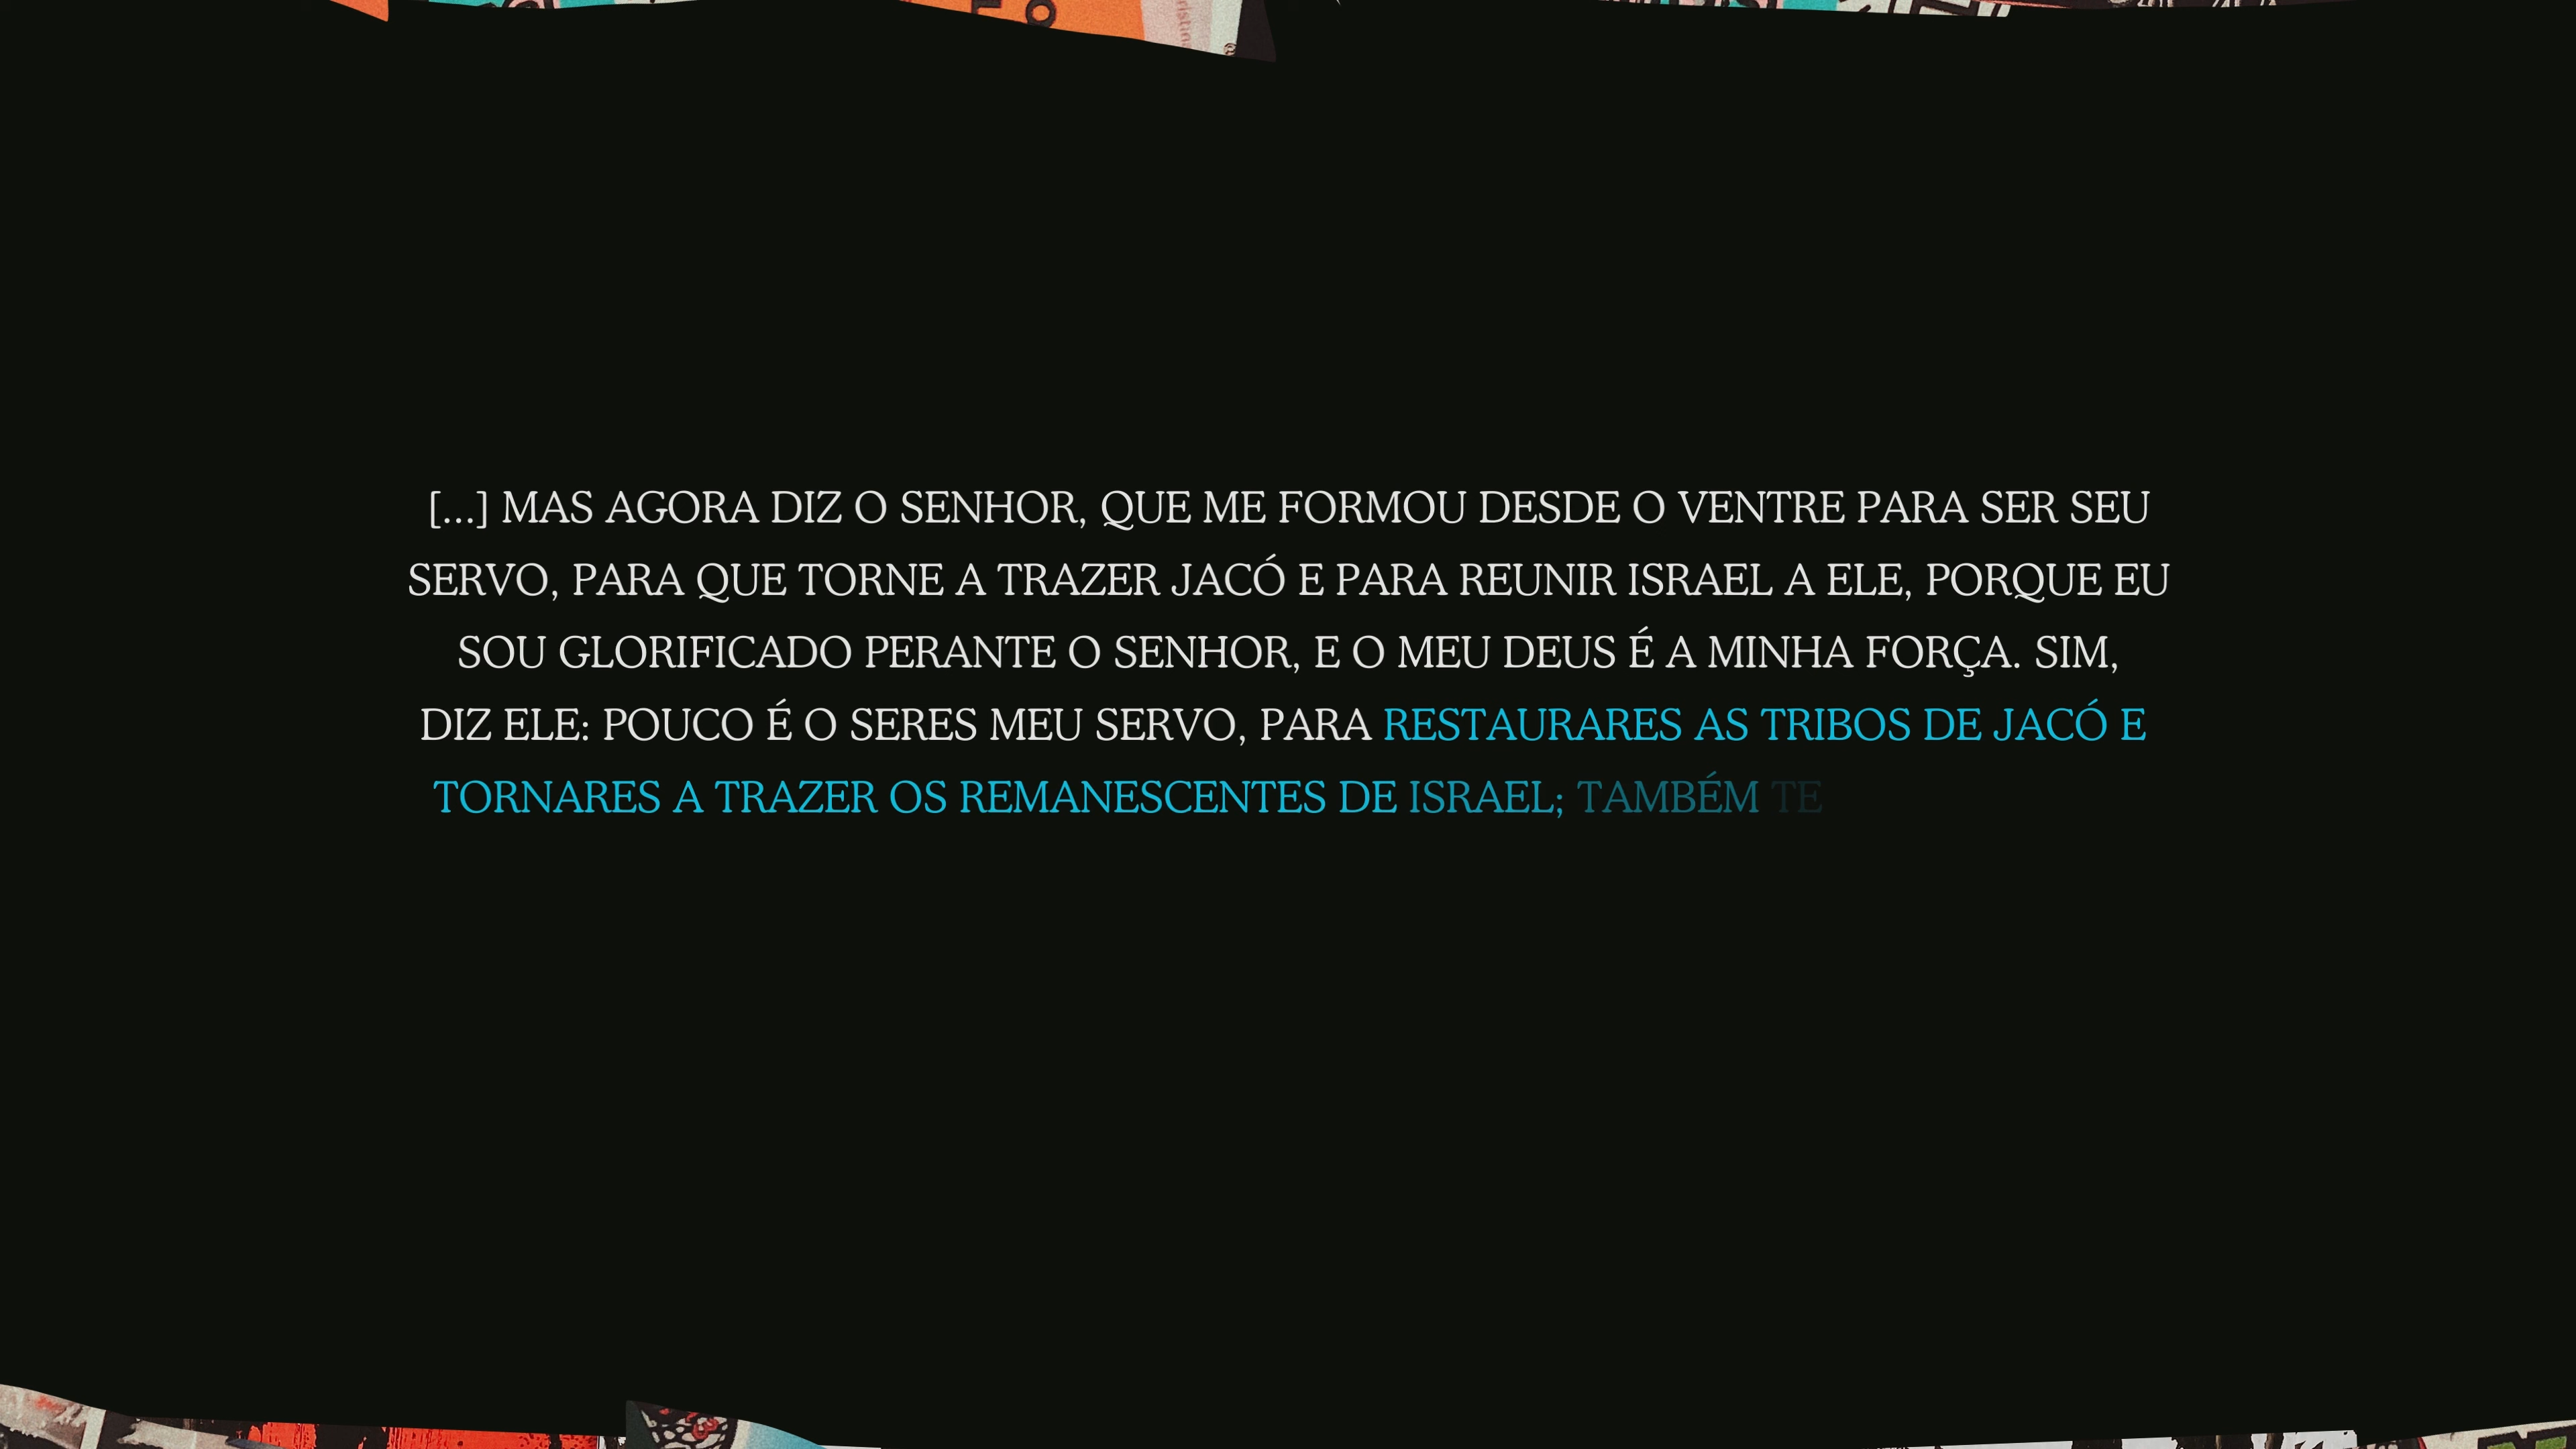 [...] MAS AGORA DIZ O SENHOR, QUE ME FORMOU DESDE O VENTRE PARA SER SEU
SERVO, PARA QUE TORNE A TRAZER JACÓ E PARA REUNIR ISRAEL A ELE, PORQUE EU
SOU GLORIFICADO PERANTE O SENHOR, E O MEU DEUS É A MINHA FORÇA. SIM,
DIZ ELE: POUCO É O SERES MEU SERVO, PARA RESTAURARES AS TRIBOS DE JACÓ E
TORNARES A TRAZER OS REMANESCENTES DE ISRAEL; TAMBÉM TE